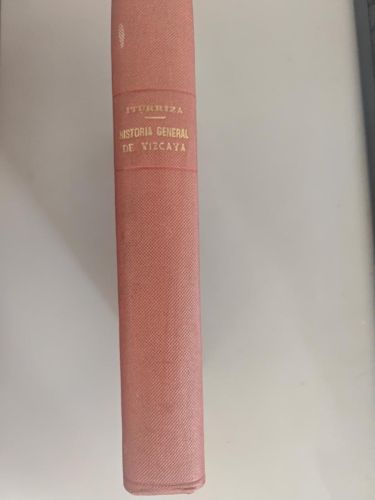 ITURRIZA
HISTORIA GENERAL
DE VIZCAYA